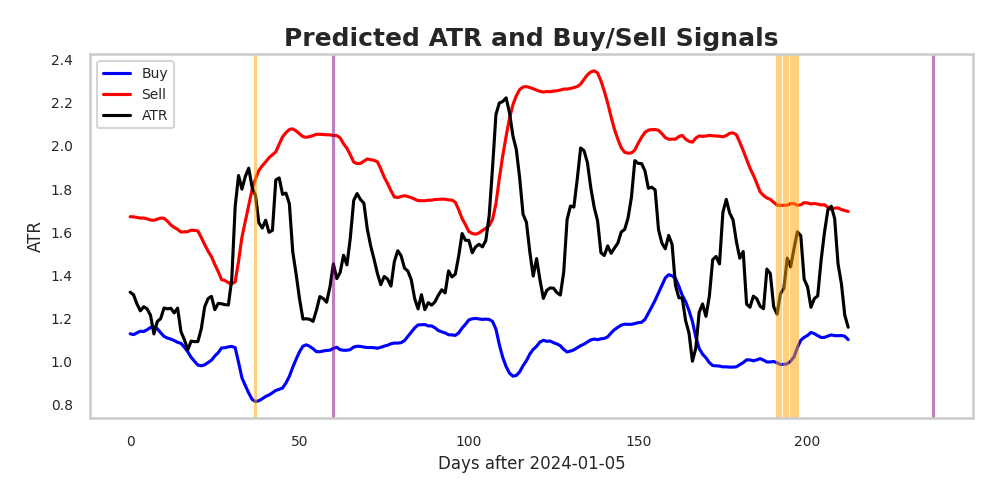 Predicted ATR and Buy/Sell Signals
Buy
Sell
ATR
ATR
2.4
2.2
2.0
1.8
1.6
1.4
1.2
1.0
0.8
0 50 100 150 200
Days after 2024-01-05